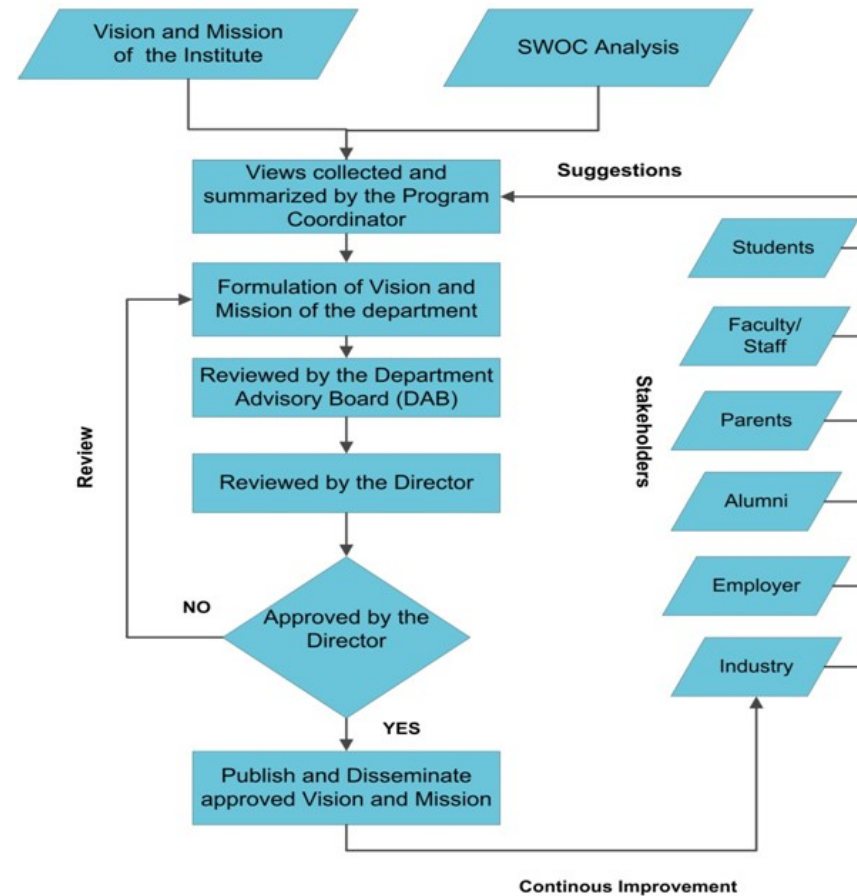 Vision and Mission
of the Institute
SWOC Analysis
Views collected and
summarized by the Program
Coordinator
Suggestions
Formulation of Vision and
Mission of the department
Reviewed by the Department
Advisory Board (DAB)
Reviewed by the Director
Review
NO
Approved by the
Director
YES
Publish and Disseminate
approved Vision and Mission
Stakeholders
Students
Faculty/
Staff
Parents
Alumni
Employer
Industry
Continous Improvement